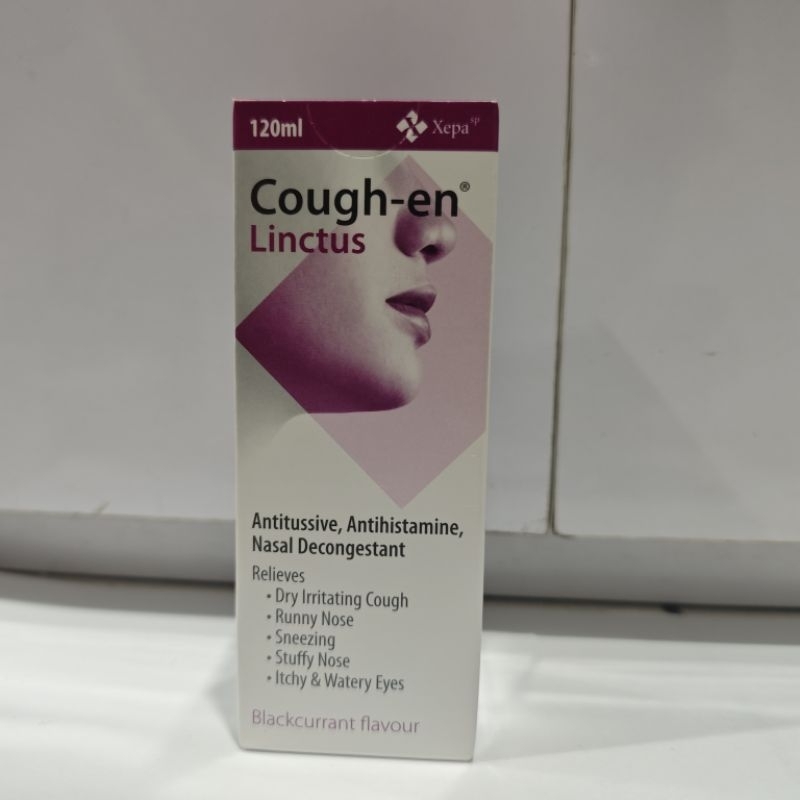 120ml
Xepa sp
Cough-en®
Linctus
Antitussive, Antihistamine,
Nasal Decongestant
Relieves
• Dry Irritating Cough
• Runny Nose
• Sneezing
• Stuffy Nose
• Itchy & Watery Eyes
Blackcurrant flavour